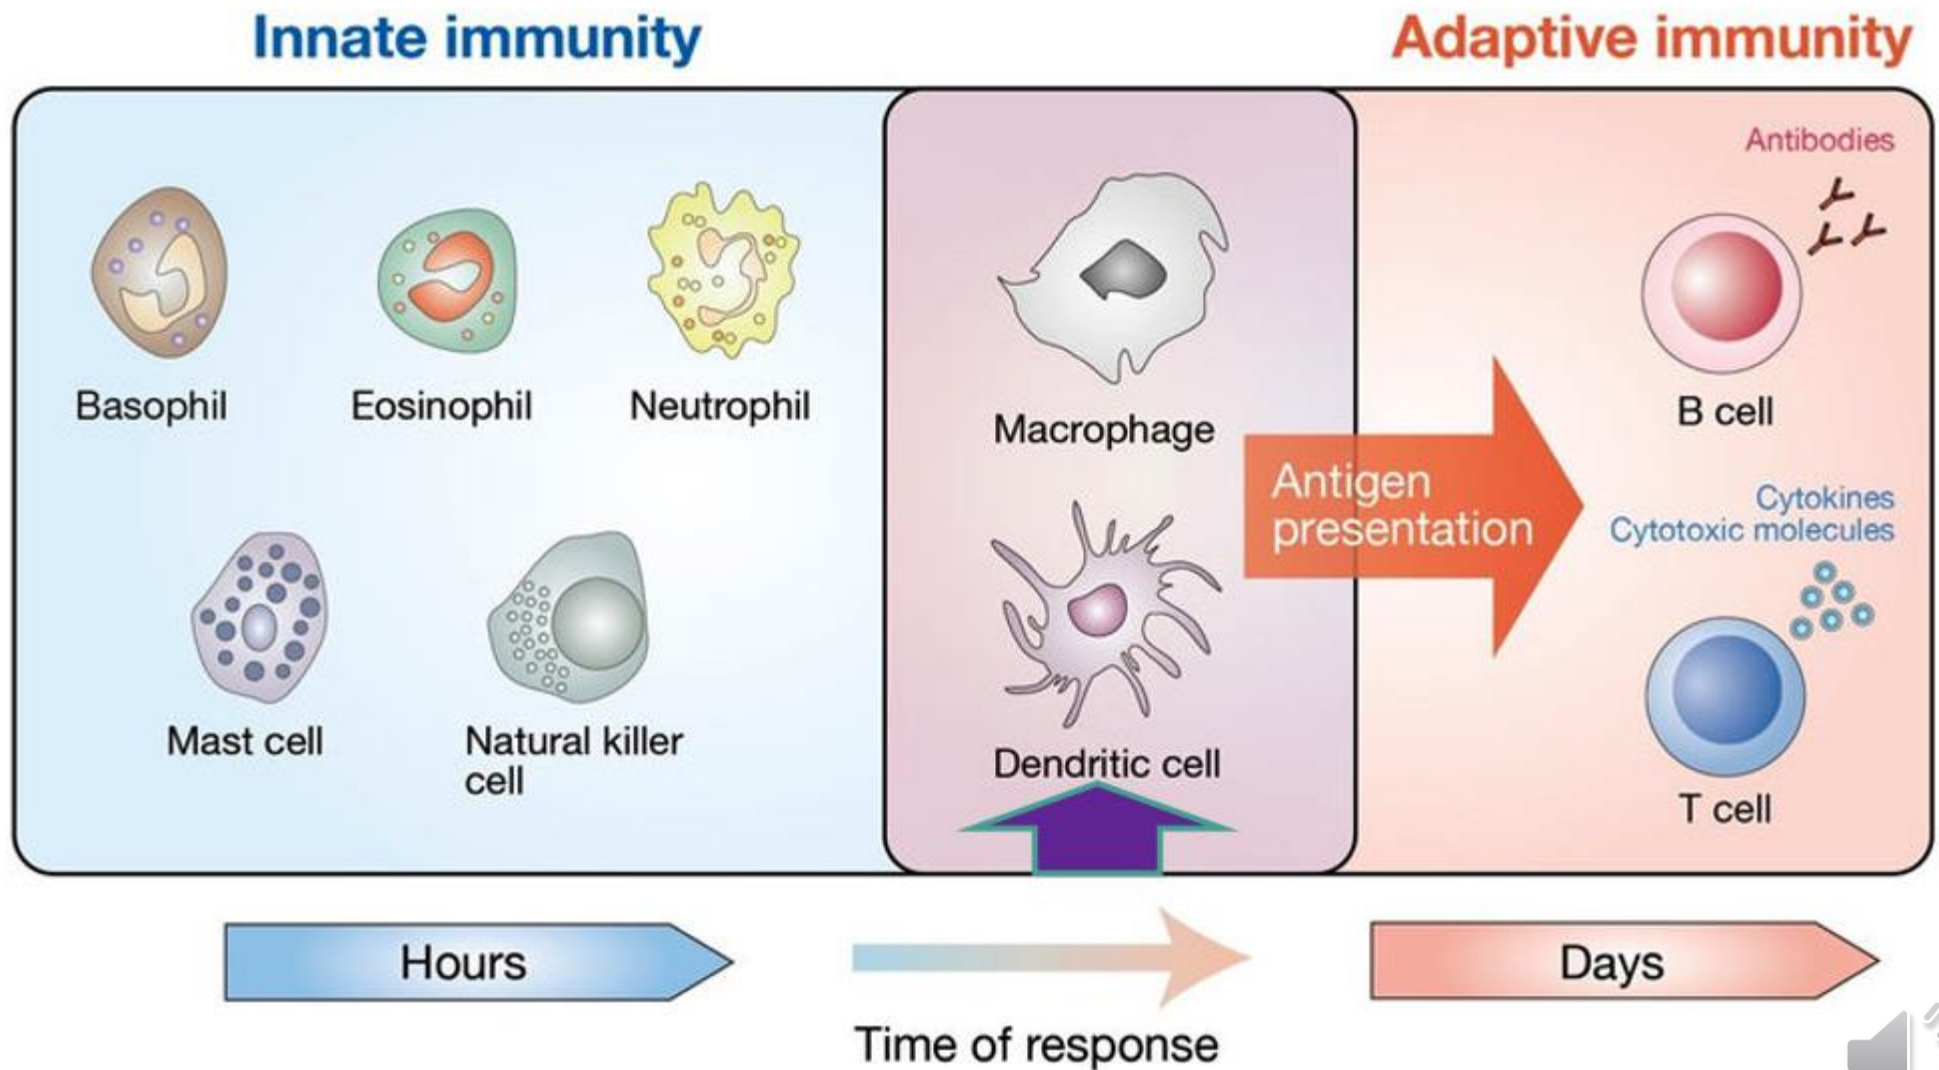 Innate immunity
Adaptive immunity
Basophil
Eosinophil
Neutrophil
Mast cell
Natural killer
cell
Macrophage
Dendritic cell
Antigen
presentation
Antibodies
B cell
Cytokines
Cytotoxic molecules
T cell
Hours
Time of response
Days